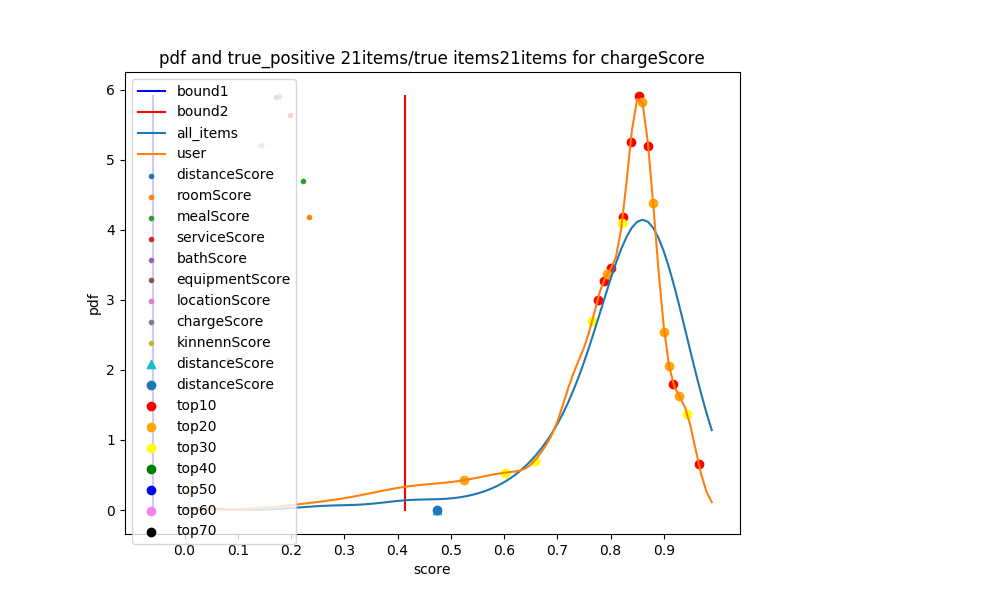 pdf and true_positive 21items/true items21items for chargeScore
bound1
bound2
all_items
user
distanceScore
roomScore
mealScore
serviceScore
bathScore
equipmentScore
locationScore
chargeScore
kinnennScore
distanceScore
distanceScore
top10
top20
top30
top40
top50
top60
top70
pdf
6
5
4
3
2
1
0
0.0 0.1 0.2 0.3 0.4 0.5 0.6 0.7 0.8 0.9
score